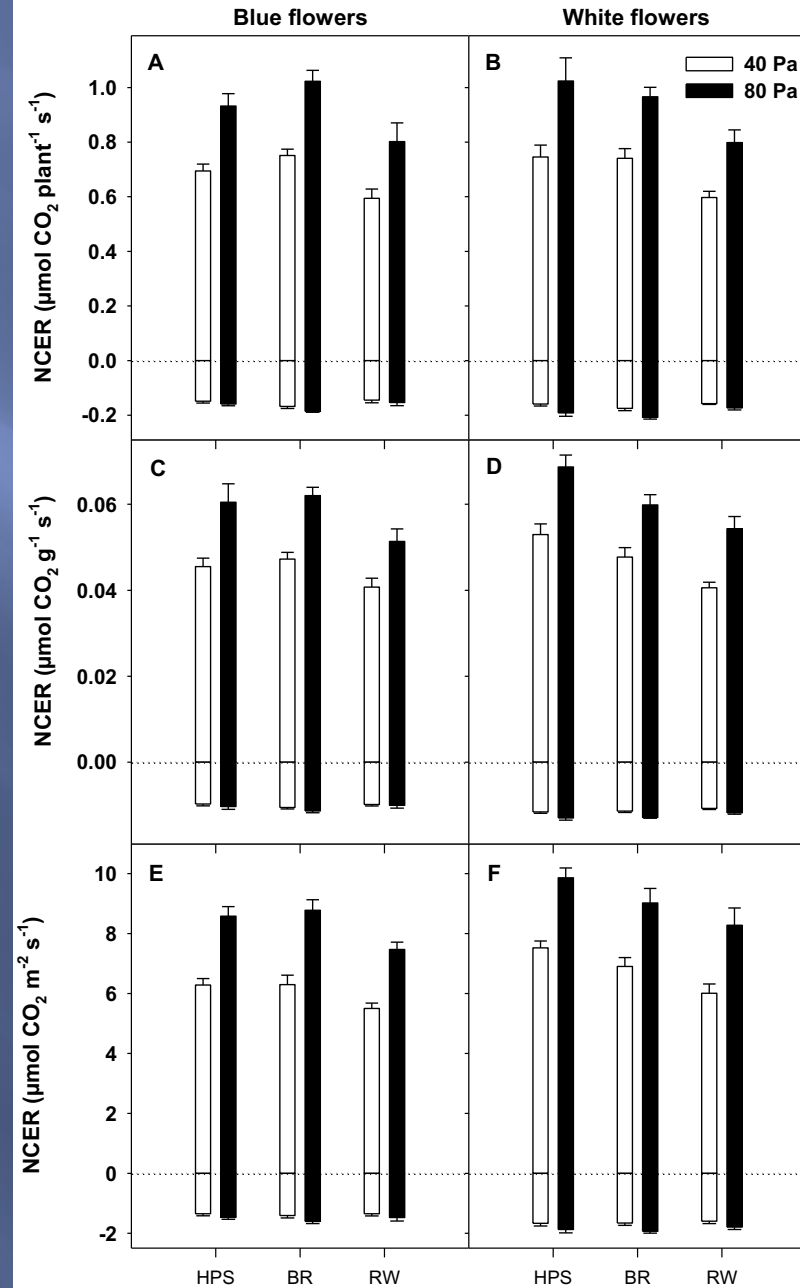 Blue flowers
White flowers
A
B
40 Pa
80 Pa
NCER (µmol CO₂ plant⁻¹ s⁻¹)
1.0
0.8
0.6
0.4
0.2
0.0
-0.2
C
D
NCER (µmol CO₂ g⁻¹ s⁻¹)
0.06
0.04
0.02
0.00
E
F
NCER (µmol CO₂ m⁻² s⁻¹)
10
8
6
4
2
0
-2
HPS BR RW
HPS BR RW